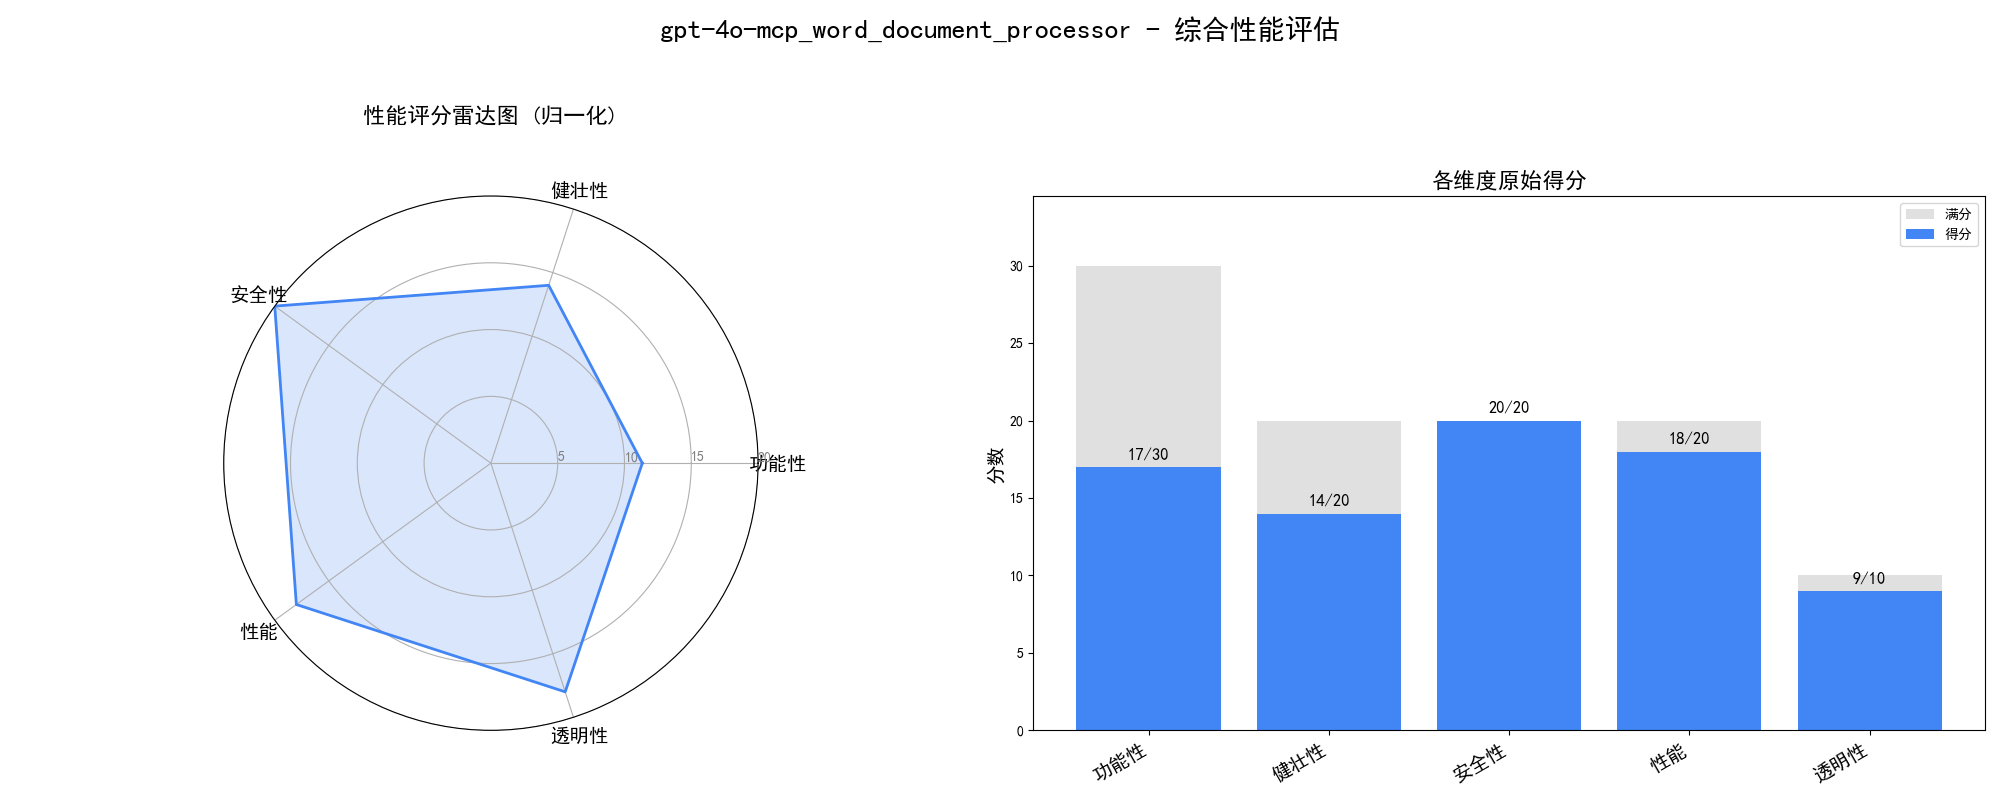 gpt-4o-mcp_word_document_processor - 综合性能评估
性能评分雷达图 (归一化)
健壮性
安全性
5
10
15
20
功能性
性能
透明性
各维度原始得分
满分
得分
分数
30
25
20
15
10
5
0
17/30
14/20
20/20
18/20
9/10
功能性
健壮性
安全性
性能
透明性